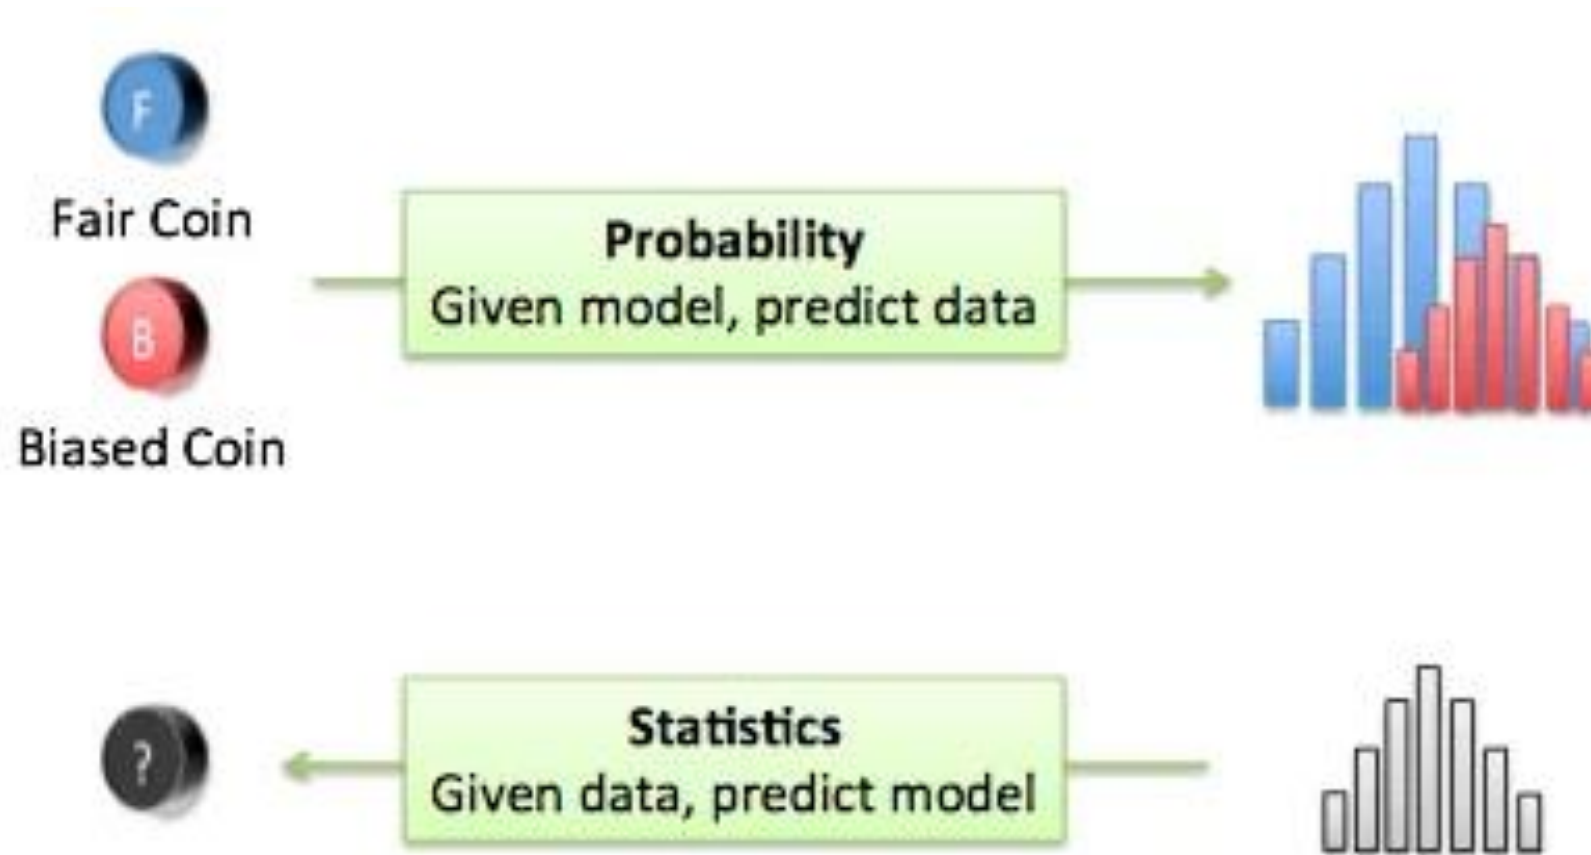 F
Fair Coin
B
Biased Coin
Probability
Given model, predict data
?
Statistics
Given data, predict model